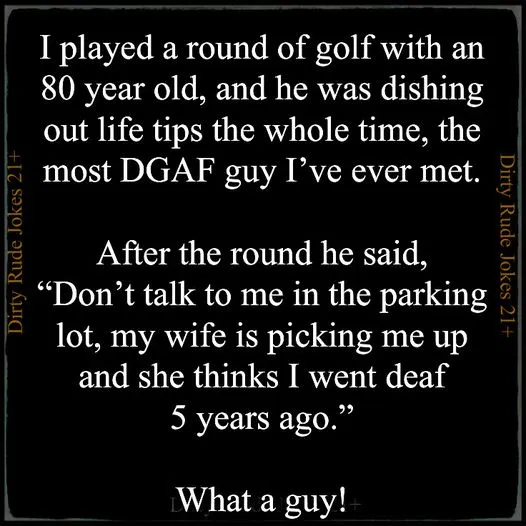 I played a round of golf with an
80 year old, and he was dishing
out life tips the whole time, the
most DGAF guy I’ve ever met.
After the round he said,
“Don’t talk to me in the parking
lot, my wife is picking me up
and she thinks I went deaf
5 years ago.”
What a guy!
Dirty Rude Jokes 21+
Dirty Rude Jokes 21+